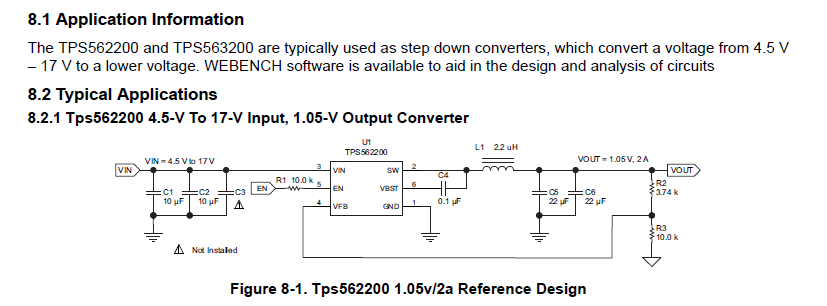 8.1 Application Information
The TPS562200 and TPS563200 are typically used as step down converters, which convert a voltage from 4.5 V
– 17 V to a lower voltage. WEBENCH software is available to aid in the design and analysis of circuits
8.2 Typical Applications
8.2.1 Tps562200 4.5-V To 17-V Input, 1.05-V Output Converter
U1
TPS562200
L1 2.2 uH
VIN = 4.5 V to 17 V
VOUT = 1.05 V, 2 A
VIN
3
VIN
SW
2
VOUT
C4
R1 10.0 k
EN
5
EN
VBST
6
0.1 µF
C1
10 µF
C2
10 µF
C3
4
VFB
GND
1
C5
22 µF
C6
22 µF
R2
3.74 k
R3
10.0 k
Not Installed
Figure 8-1. Tps562200 1.05v/2a Reference Design